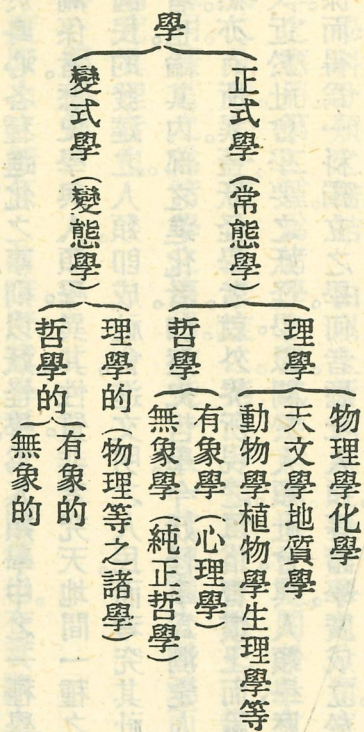 學
正式學（常態學）
理學
物理學化學
天文學地質學
動物學植物學生理學等
哲學
有象學（心理學）
無象學（純正哲學）
變式學（變態學）
理學的（物理等之諸學）
哲學的
有象的
無象的